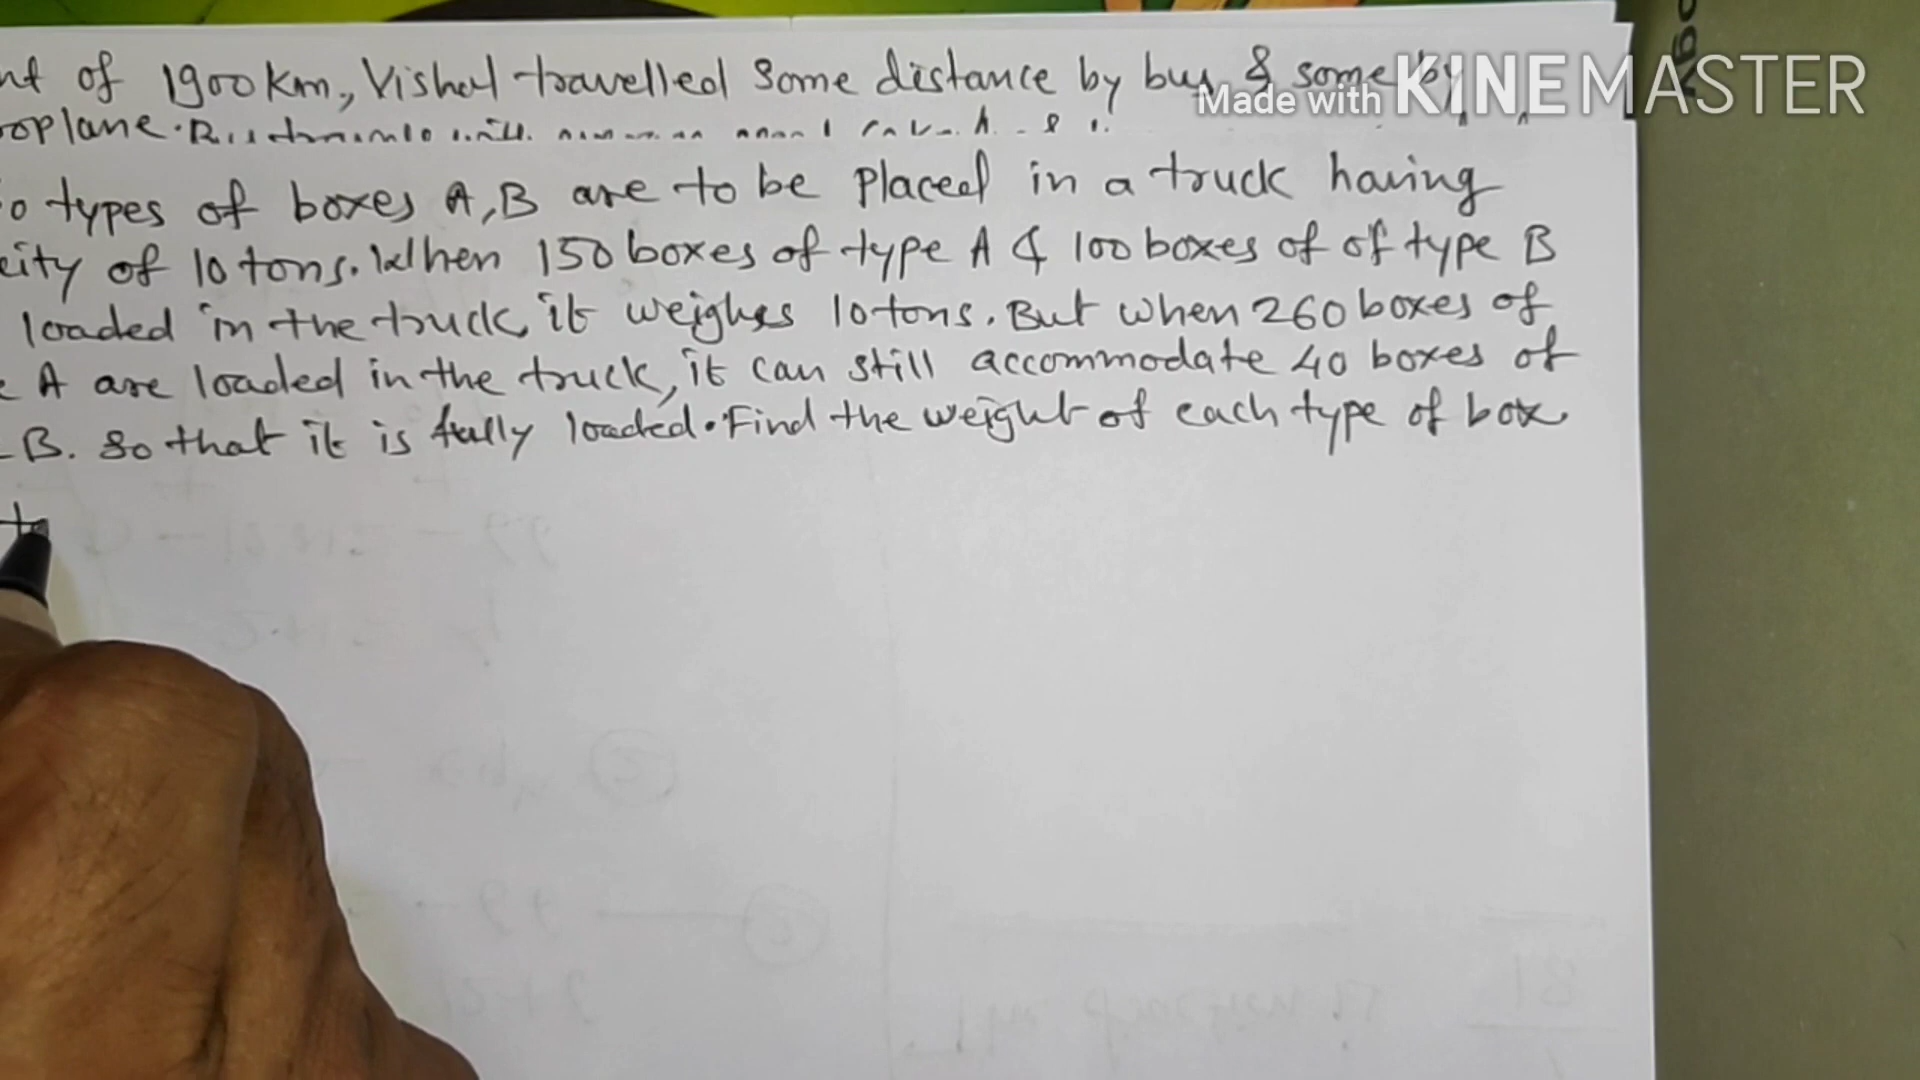 nt of 1900km, Vishal travelled some distance by bus & some by
oplane.
o types of boxes A, B are to be placed in a truck having
city of 10 tons. When 150 boxes of type A & 100 boxes of of type B
loaded in the truck, it weighs 10 tons. But when 260 boxes of
e A are loaded in the truck, it can still accommodate 40 boxes of
B. So that it is fully loaded. Find the weight of each type of box
Made with KINEMASTER